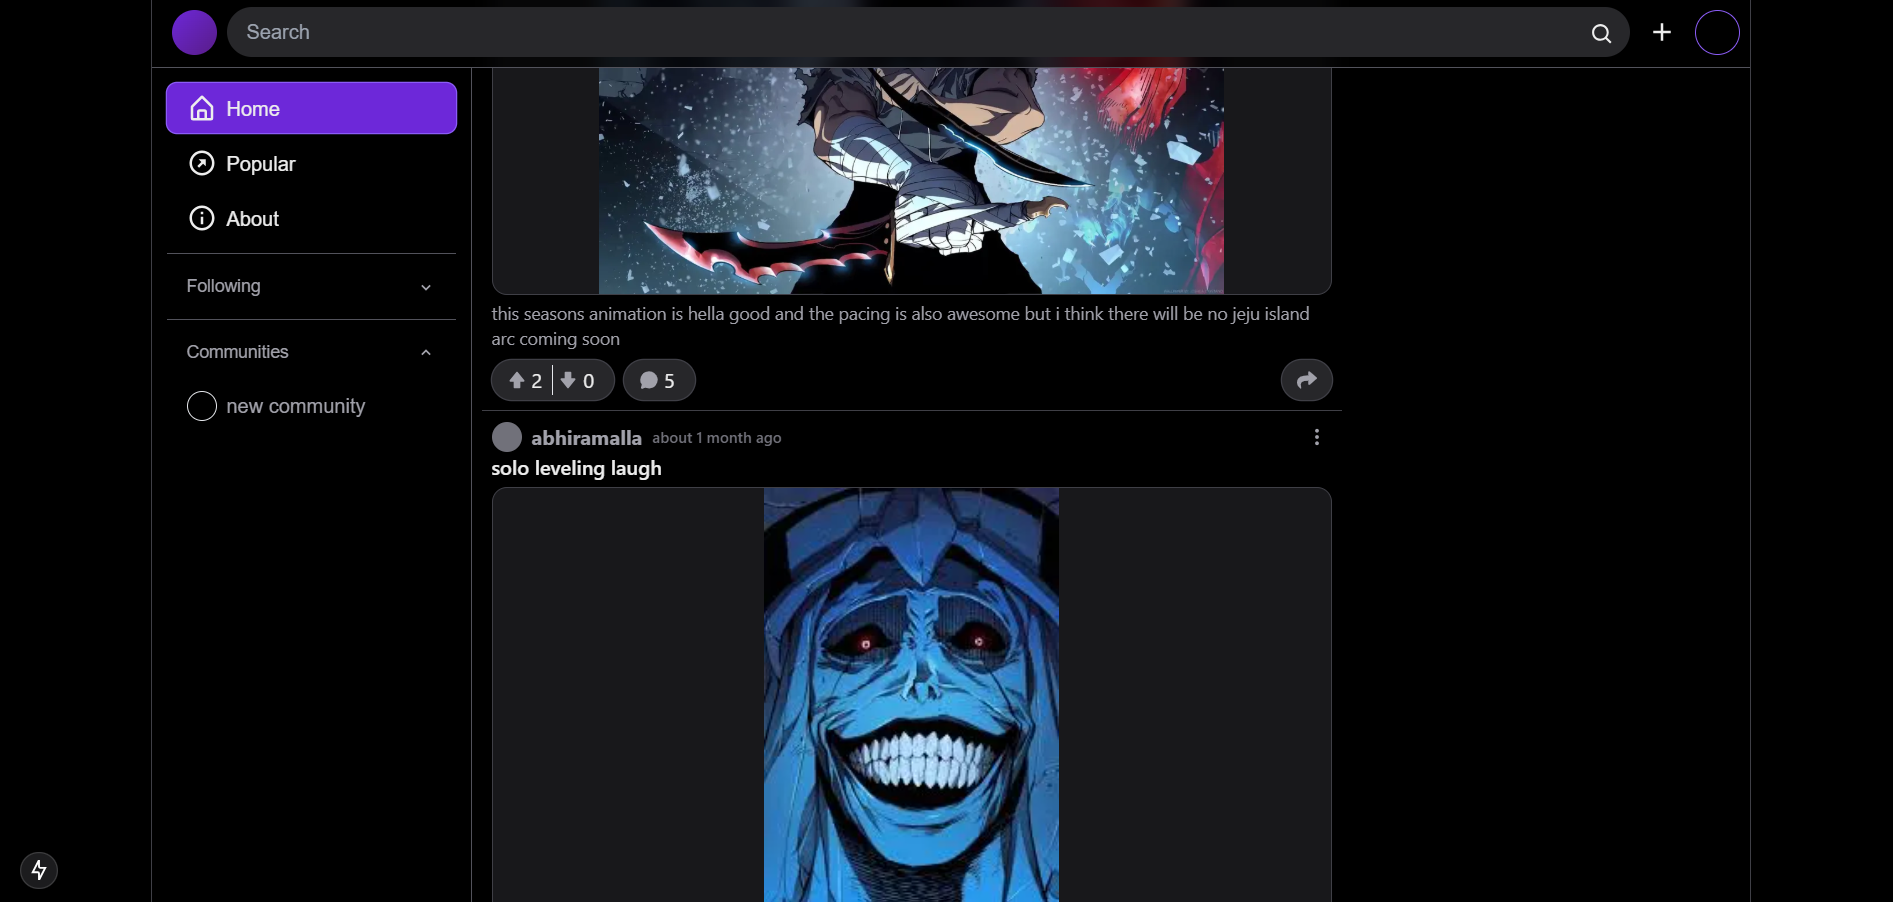 Search
Home
Popular
About
Following
Communities
new community
this seasons animation is hella good and the pacing is also awesome but i think there will be no jeju island
arc coming soon
2 0 5
abhiramalla about 1 month ago
solo leveling laugh